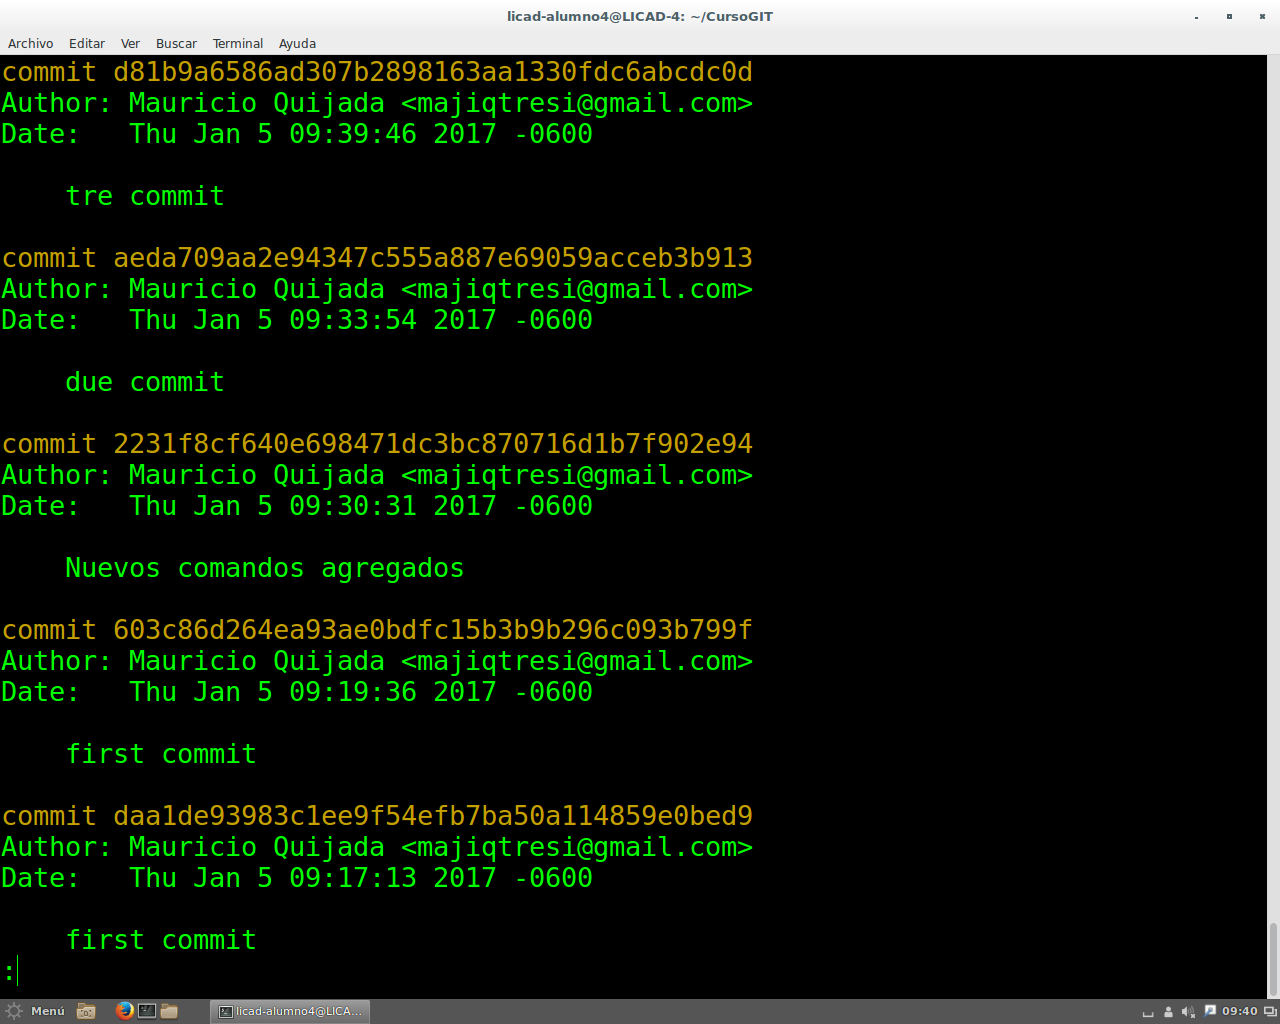 licad-alumno4@LICAD-4: ~/CursoGIT
Archivo Editar Ver Buscar Terminal Ayuda
commit d81b9a6586ad307b2898163aa1330fdc6abcdc0d
Author: Mauricio Quijada <majiqtresi@gmail.com>
Date:   Thu Jan 5 09:39:46 2017 -0600
tre commit
commit aeda709aa2e94347c555a887e69059acceb3b913
Author: Mauricio Quijada <majiqtresi@gmail.com>
Date:   Thu Jan 5 09:33:54 2017 -0600
due commit
commit 2231f8cf640e698471dc3bc870716d1b7f902e94
Author: Mauricio Quijada <majiqtresi@gmail.com>
Date:   Thu Jan 5 09:30:31 2017 -0600
Nuevos comandos agregados
commit 603c86d264ea93ae0bdfc15b3b9b296c093b799f
Author: Mauricio Quijada <majiqtresi@gmail.com>
Date:   Thu Jan 5 09:19:36 2017 -0600
first commit
commit daa1de93983c1ee9f54efb7ba50a114859e0bed9
Author: Mauricio Quijada <majiqtresi@gmail.com>
Date:   Thu Jan 5 09:17:13 2017 -0600
first commit
:
Menú licad-alumno4@LICA... 09:40